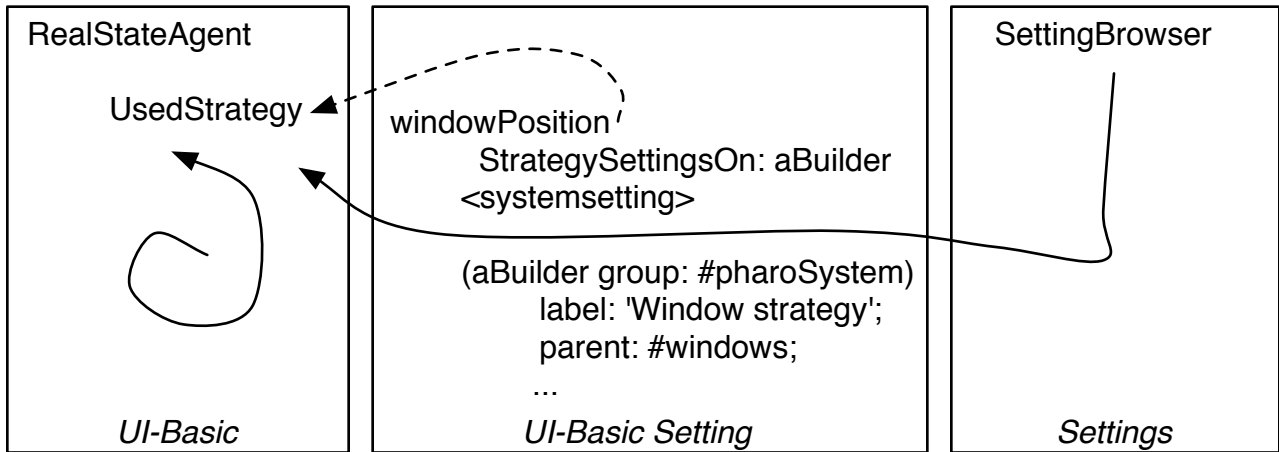 RealStateAgent
UsedStrategy
UI-Basic
windowPosition
StrategySettingsOn: aBuilder
<systemsetting>
(aBuilder group: #pharoSystem)
label: 'Window strategy';
parent: #windows;
...
UI-Basic Setting
SettingBrowser
Settings